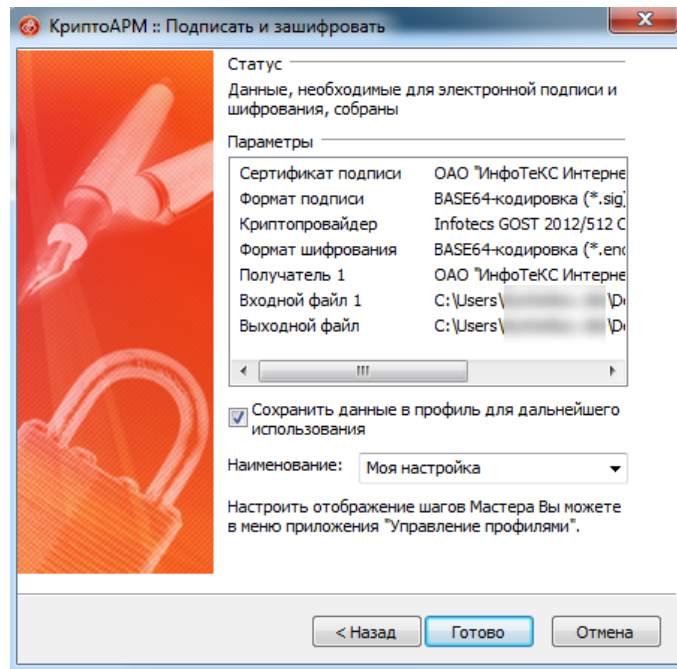 КриптоАРМ :: Подписать и зашифровать
Статус
Данные, необходимые для электронной подписи и
шифрования, собраны
Параметры
Сертификат подписи ОАО "ИнфоТеКС Интерне
Формат подписи BASE64-кодировка (*.sig)
Криптопровайдер Infotecs GOST 2012/512 C
Формат шифрования BASE64-кодировка (*.enc
Получатель 1 ОАО "ИнфоТеКС Интерне
Входной файл 1 C:\Users\ \De
Выходной файл C:\Users\ \De
Сохранить данные в профиль для дальнейшего
использования
Наименование: Моя настройка
Настроить отображение шагов Мастера Вы можете
в меню приложения "Управление профилями".
< Назад Готово Отмена